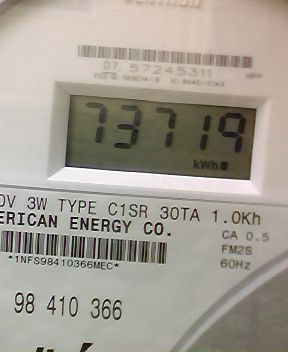 07. 57245311
HPP
73719
kWh
0V 3W TYPE C1SR 30TA 1.0Kh
ERICAN ENERGY CO.
CA 0.5
FM2S
60Hz
*1NFS98410366MEC*
98 410 366